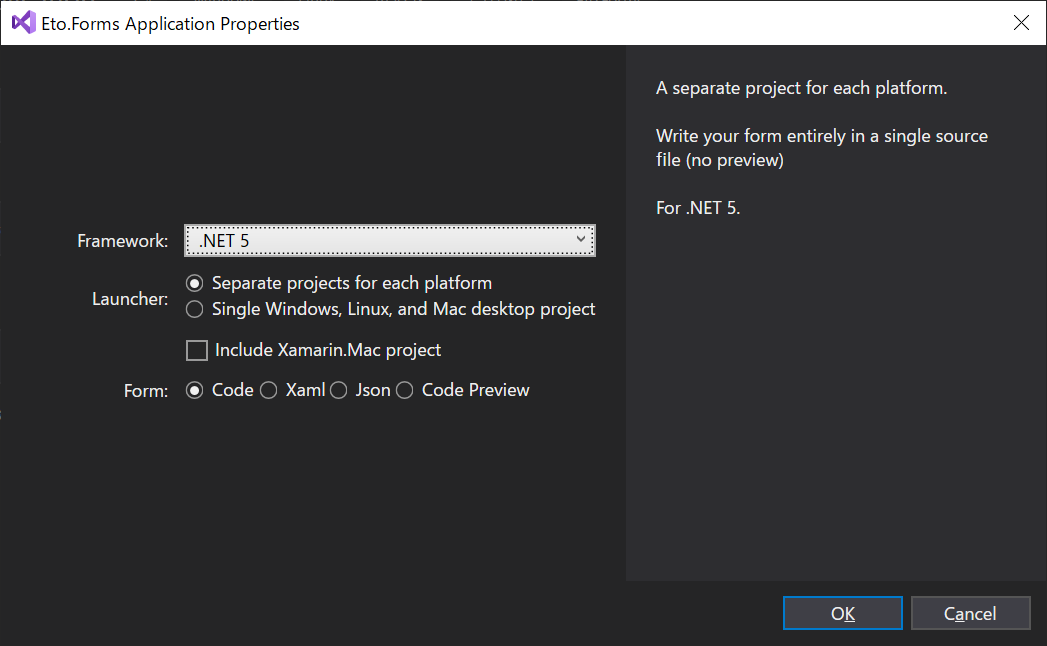 Eto.Forms Application Properties
A separate project for each platform.
Write your form entirely in a single source
file (no preview)
For .NET 5.
Framework: .NET 5
Launcher:
Separate projects for each platform
Single Windows, Linux, and Mac desktop project
Include Xamarin.Mac project
Form: Code Xaml Json Code Preview
OK Cancel